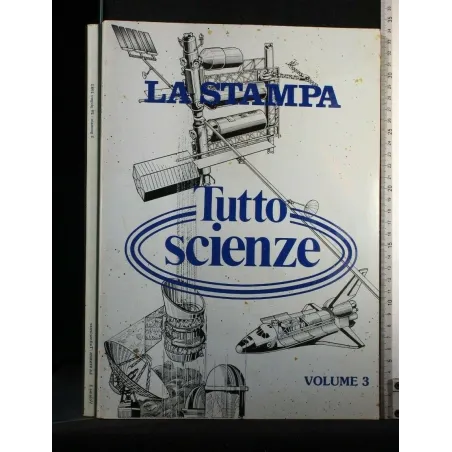 LA STAMPA
Tutto
scienze
VOLUME 3